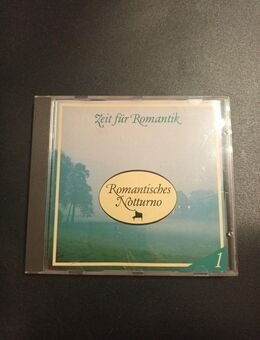 Zeit für Romantik
Romantisches
Notturno
1